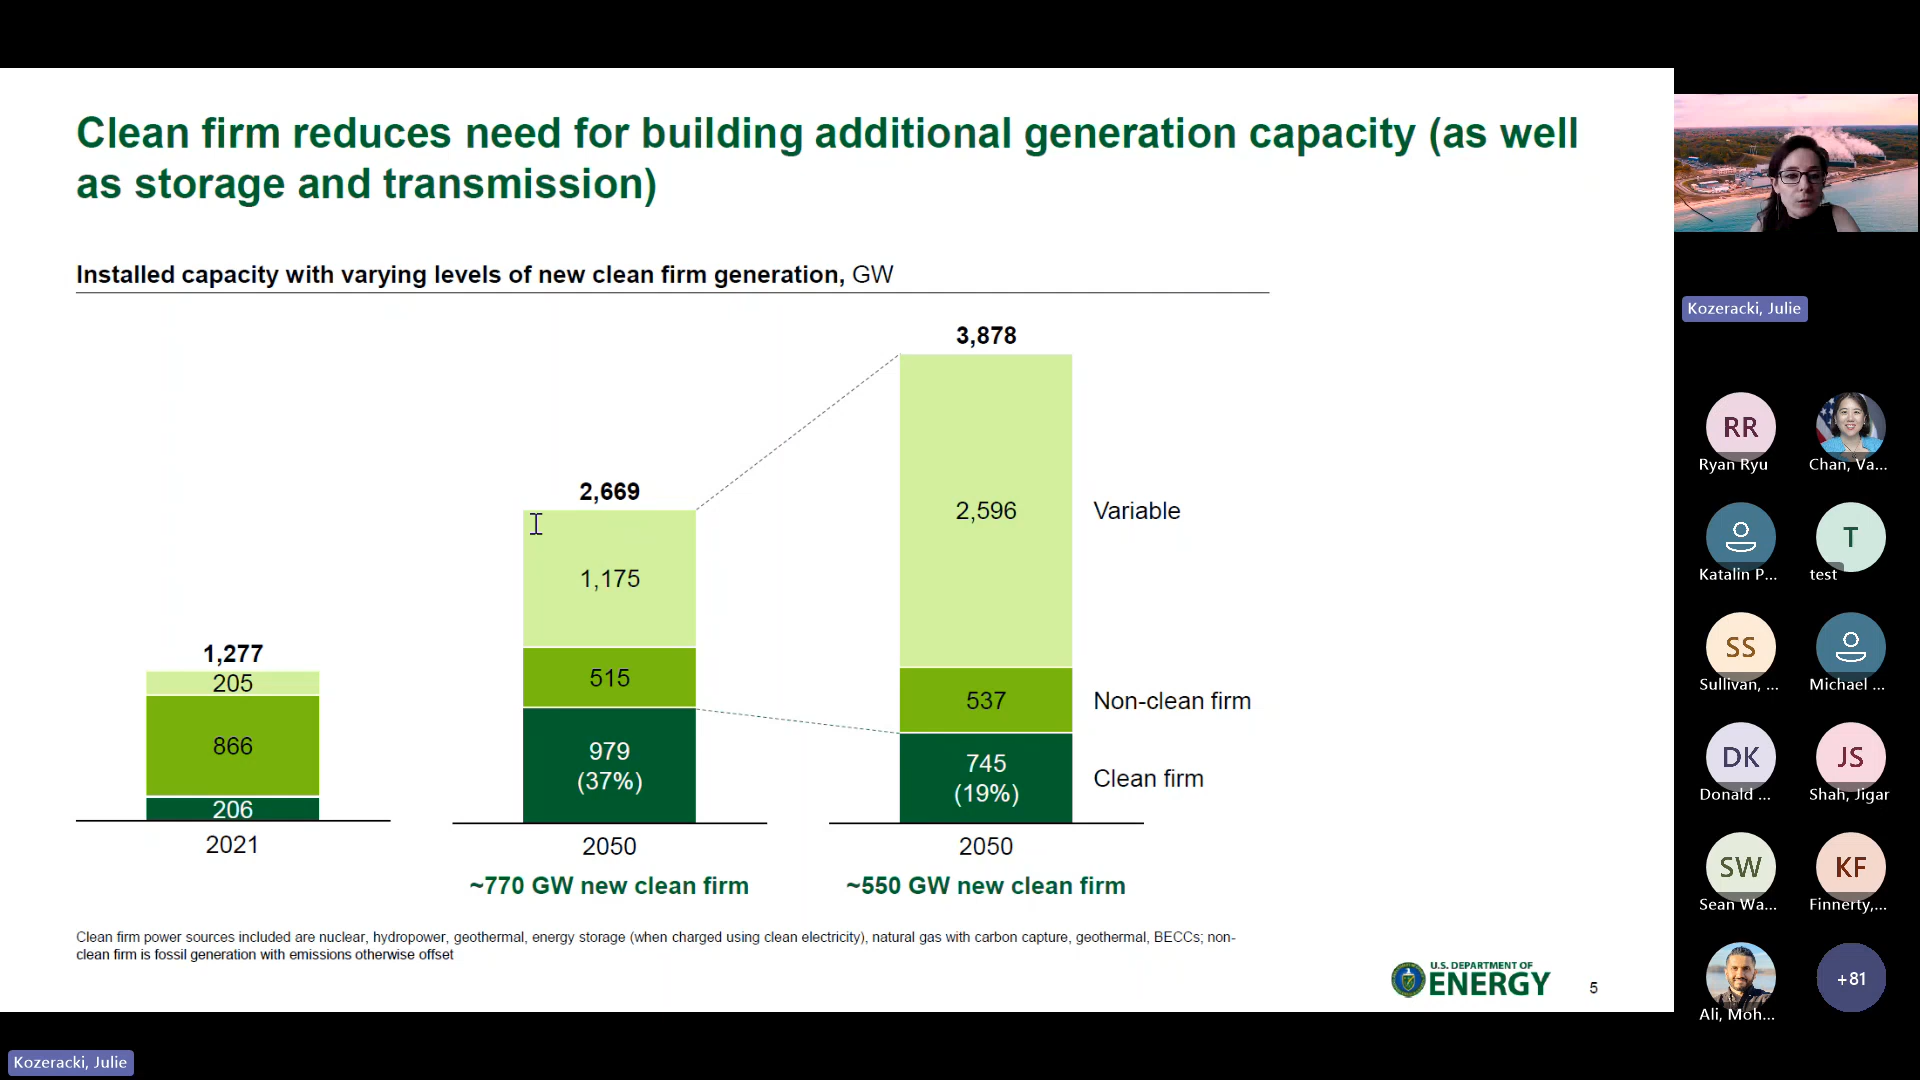 Clean firm reduces need for building additional generation capacity (as well
as storage and transmission)
Installed capacity with varying levels of new clean firm generation, GW
1,277
205
866
206
2021
2,669
1,175
515
979
(37%)
2050
~770 GW new clean firm
3,878
2,596
537
745
(19%)
2050
~550 GW new clean firm
Variable
Non-clean firm
Clean firm
Clean firm power sources included are nuclear, hydropower, geothermal, energy storage (when charged using clean electricity), natural gas with carbon capture, geothermal, BECCs; non-
clean firm is fossil generation with emissions otherwise offset
U.S. DEPARTMENT OF
ENERGY
5
Kozeracki, Julie
RR
Ryan Ryu
Chan, Va...
Katalin P...
T
test
SS
Sullivan, ...
Michael ...
DK
Donald ...
JS
Shah, Jigar
SW
Sean Wa...
KF
Finnerty,...
Ali, Moh...
+81
Kozeracki, Julie